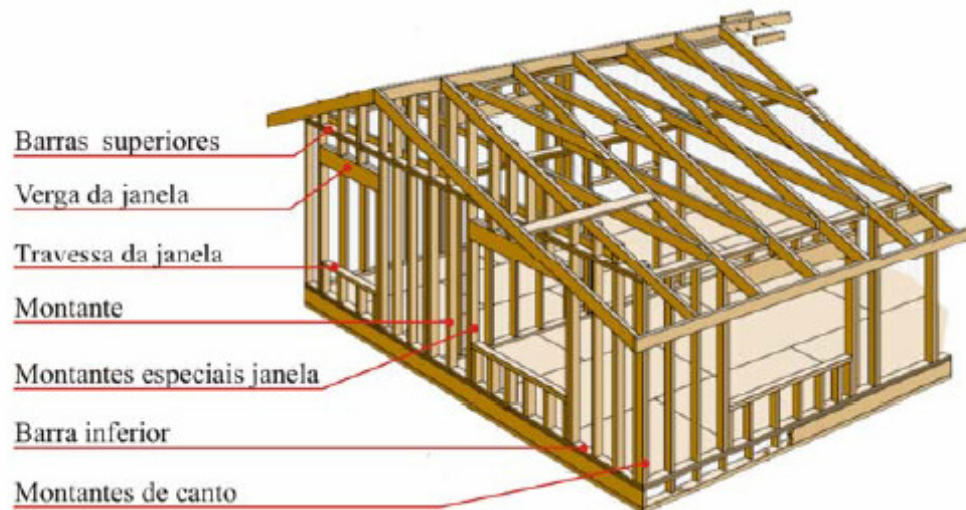 Barras superiores
Verga da janela
Travessa da janela
Montante
Montantes especiais janela
Barra inferior
Montantes de canto